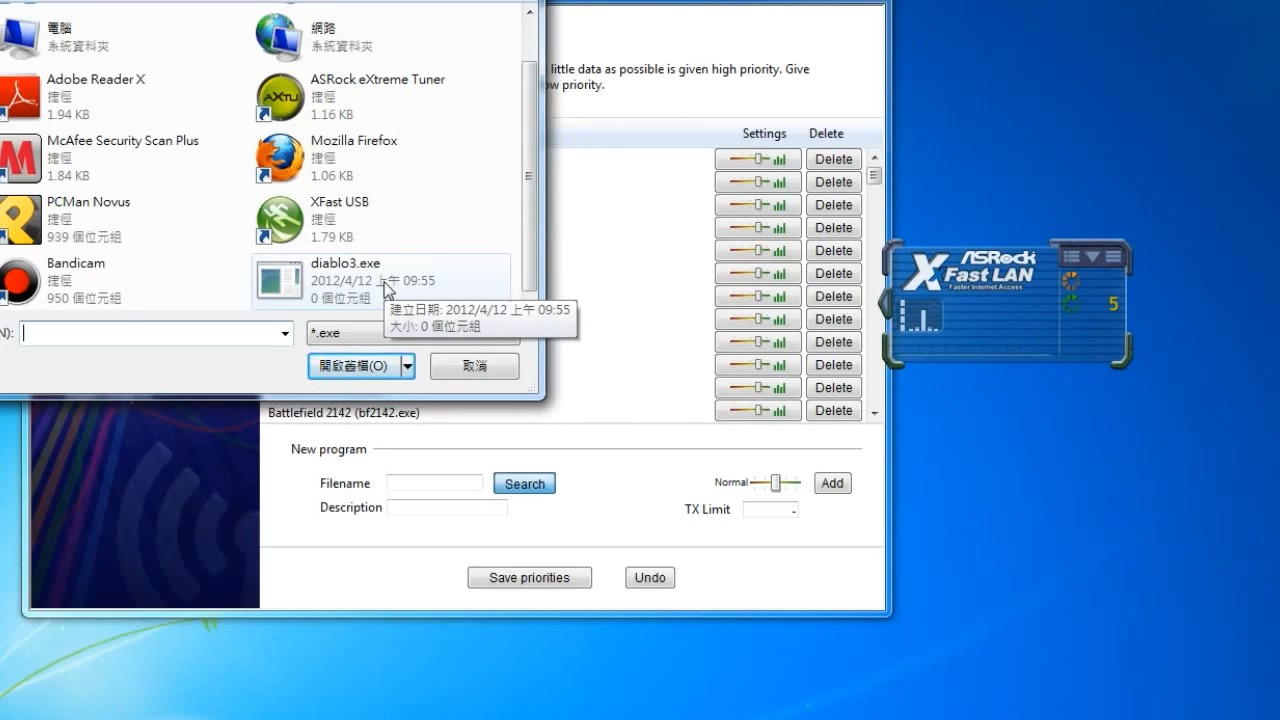 電腦
系統資料夾
網路
系統資料夾
Adobe Reader X
捷徑
1.94 KB
ASRock eXtreme Tuner
捷徑
1.16 KB
McAfee Security Scan Plus
捷徑
1.84 KB
Mozilla Firefox
捷徑
1.06 KB
PCMan Novus
捷徑
939 個位元組
XFast USB
捷徑
1.79 KB
Bandicam
捷徑
950 個位元組
diablo3.exe
2012/4/12 上午 09:55
0 個位元組
建立日期: 2012/4/12 上午 09:55
大小: 0 個位元組
N):
*.exe
開啟舊檔(O)
取消
little data as possible is given high priority. Give
ow priority.
Settings Delete
Delete
Delete
Delete
Delete
Delete
Delete
Delete
Delete
Delete
Delete
Delete
Battlefield 2142 (bf2142.exe)
Delete
New program
Filename
Search
Normal
Add
Description
TX Limit
-
Save priorities
Undo
ASRock
XFast LAN
Faster Internet Access
5
AXTU